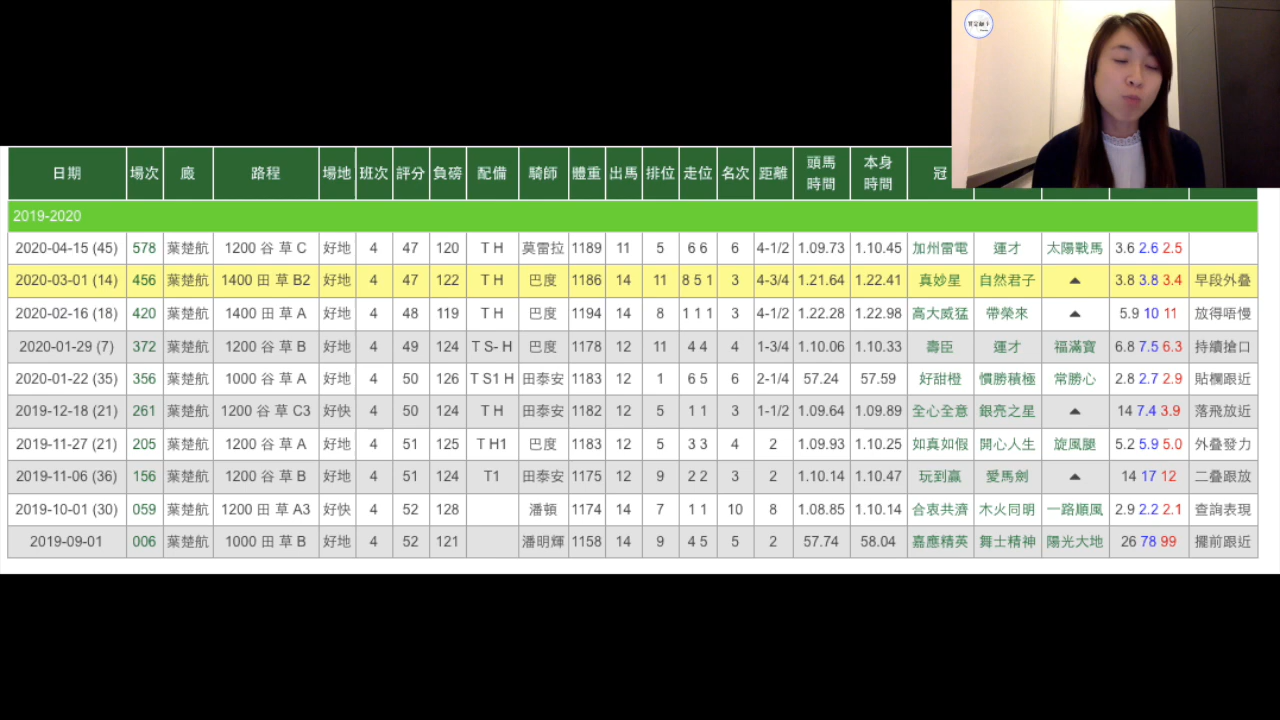 日期 場次 廄 路程 場地 班次 評分 負磅 配備 騎師 體重 出馬 排位 走位 名次 距離 頭馬時間 本身時間 冠
2019-2020
2020-04-15 (45) 578 葉楚航 1200 谷 草 C 好地 4 47 120 T H 莫雷拉 1189 11 5 6 6 6 4-1/2 1.09.73 1.10.45 加州雷電 運才 太陽戰馬 3.6 2.6 2.5
2020-03-01 (14) 456 葉楚航 1400 田 草 B2 好地 4 47 122 T H 巴度 1186 14 11 8 5 1 3 4-3/4 1.21.64 1.22.41 真妙星 自然君子 ▲ 3.8 3.8 3.4 早段外叠
2020-02-16 (18) 420 葉楚航 1400 田 草 A 好地 4 48 119 T H 巴度 1194 14 8 1 1 1 3 4-1/2 1.22.28 1.22.98 高大威猛 帶榮來 ▲ 5.9 10 11 放得唔慢
2020-01-29 (7) 372 葉楚航 1200 谷 草 B 好地 4 49 124 T S- H 巴度 1178 12 11 4 4 4 1-3/4 1.10.06 1.10.33 壽臣 運才 福滿寶 6.8 7.5 6.3 持續搶口
2020-01-22 (35) 356 葉楚航 1000 谷 草 A 好地 4 50 126 T S1 H 田泰安 1183 12 1 6 5 6 2-1/4 57.24 57.59 好甜橙 慣勝積極 常勝心 2.8 2.7 2.9 貼欄跟近
2019-12-18 (21) 261 葉楚航 1200 谷 草 C3 好快 4 50 124 T H 田泰安 1182 12 5 1 1 3 1-1/2 1.09.64 1.09.89 全心全意 銀亮之星 ▲ 14 7.4 3.9 落飛放近
2019-11-27 (21) 205 葉楚航 1200 谷 草 A 好地 4 51 125 T H1 巴度 1183 12 5 3 3 4 2 1.09.93 1.10.25 如真如假 開心人生 旋風腿 5.2 5.9 5.0 外叠發力
2019-11-06 (36) 156 葉楚航 1200 谷 草 B 好地 4 51 124 T1 田泰安 1175 12 9 2 2 3 2 1.10.14 1.10.47 玩到贏 愛馬劍 ▲ 14 17 12 二叠跟放
2019-10-01 (30) 059 葉楚航 1200 田 草 A3 好快 4 52 128 潘頓 1174 14 7 1 1 10 8 1.08.85 1.10.14 合衷共濟 木火同明 一路順風 2.9 2.2 2.1 查詢表現
2019-09-01 006 葉楚航 1000 田 草 B 好地 4 52 121 潘明輝 1158 14 9 4 5 5 2 57.74 58.04 嘉應精英 舞士精神 陽光大地 26 78 99 擺前跟近